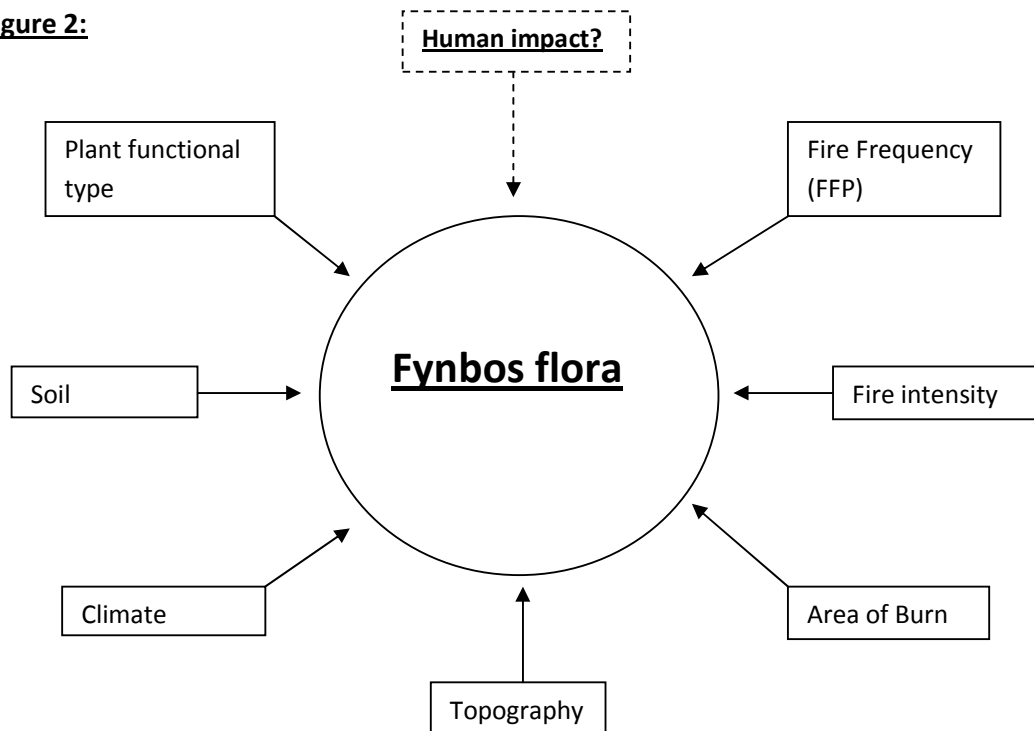 gure 2:
Human impact?
Plant functional
type
Fire Frequency
(FFP)
Fynbos flora
Soil
Fire intensity
Climate
Area of Burn
Topography